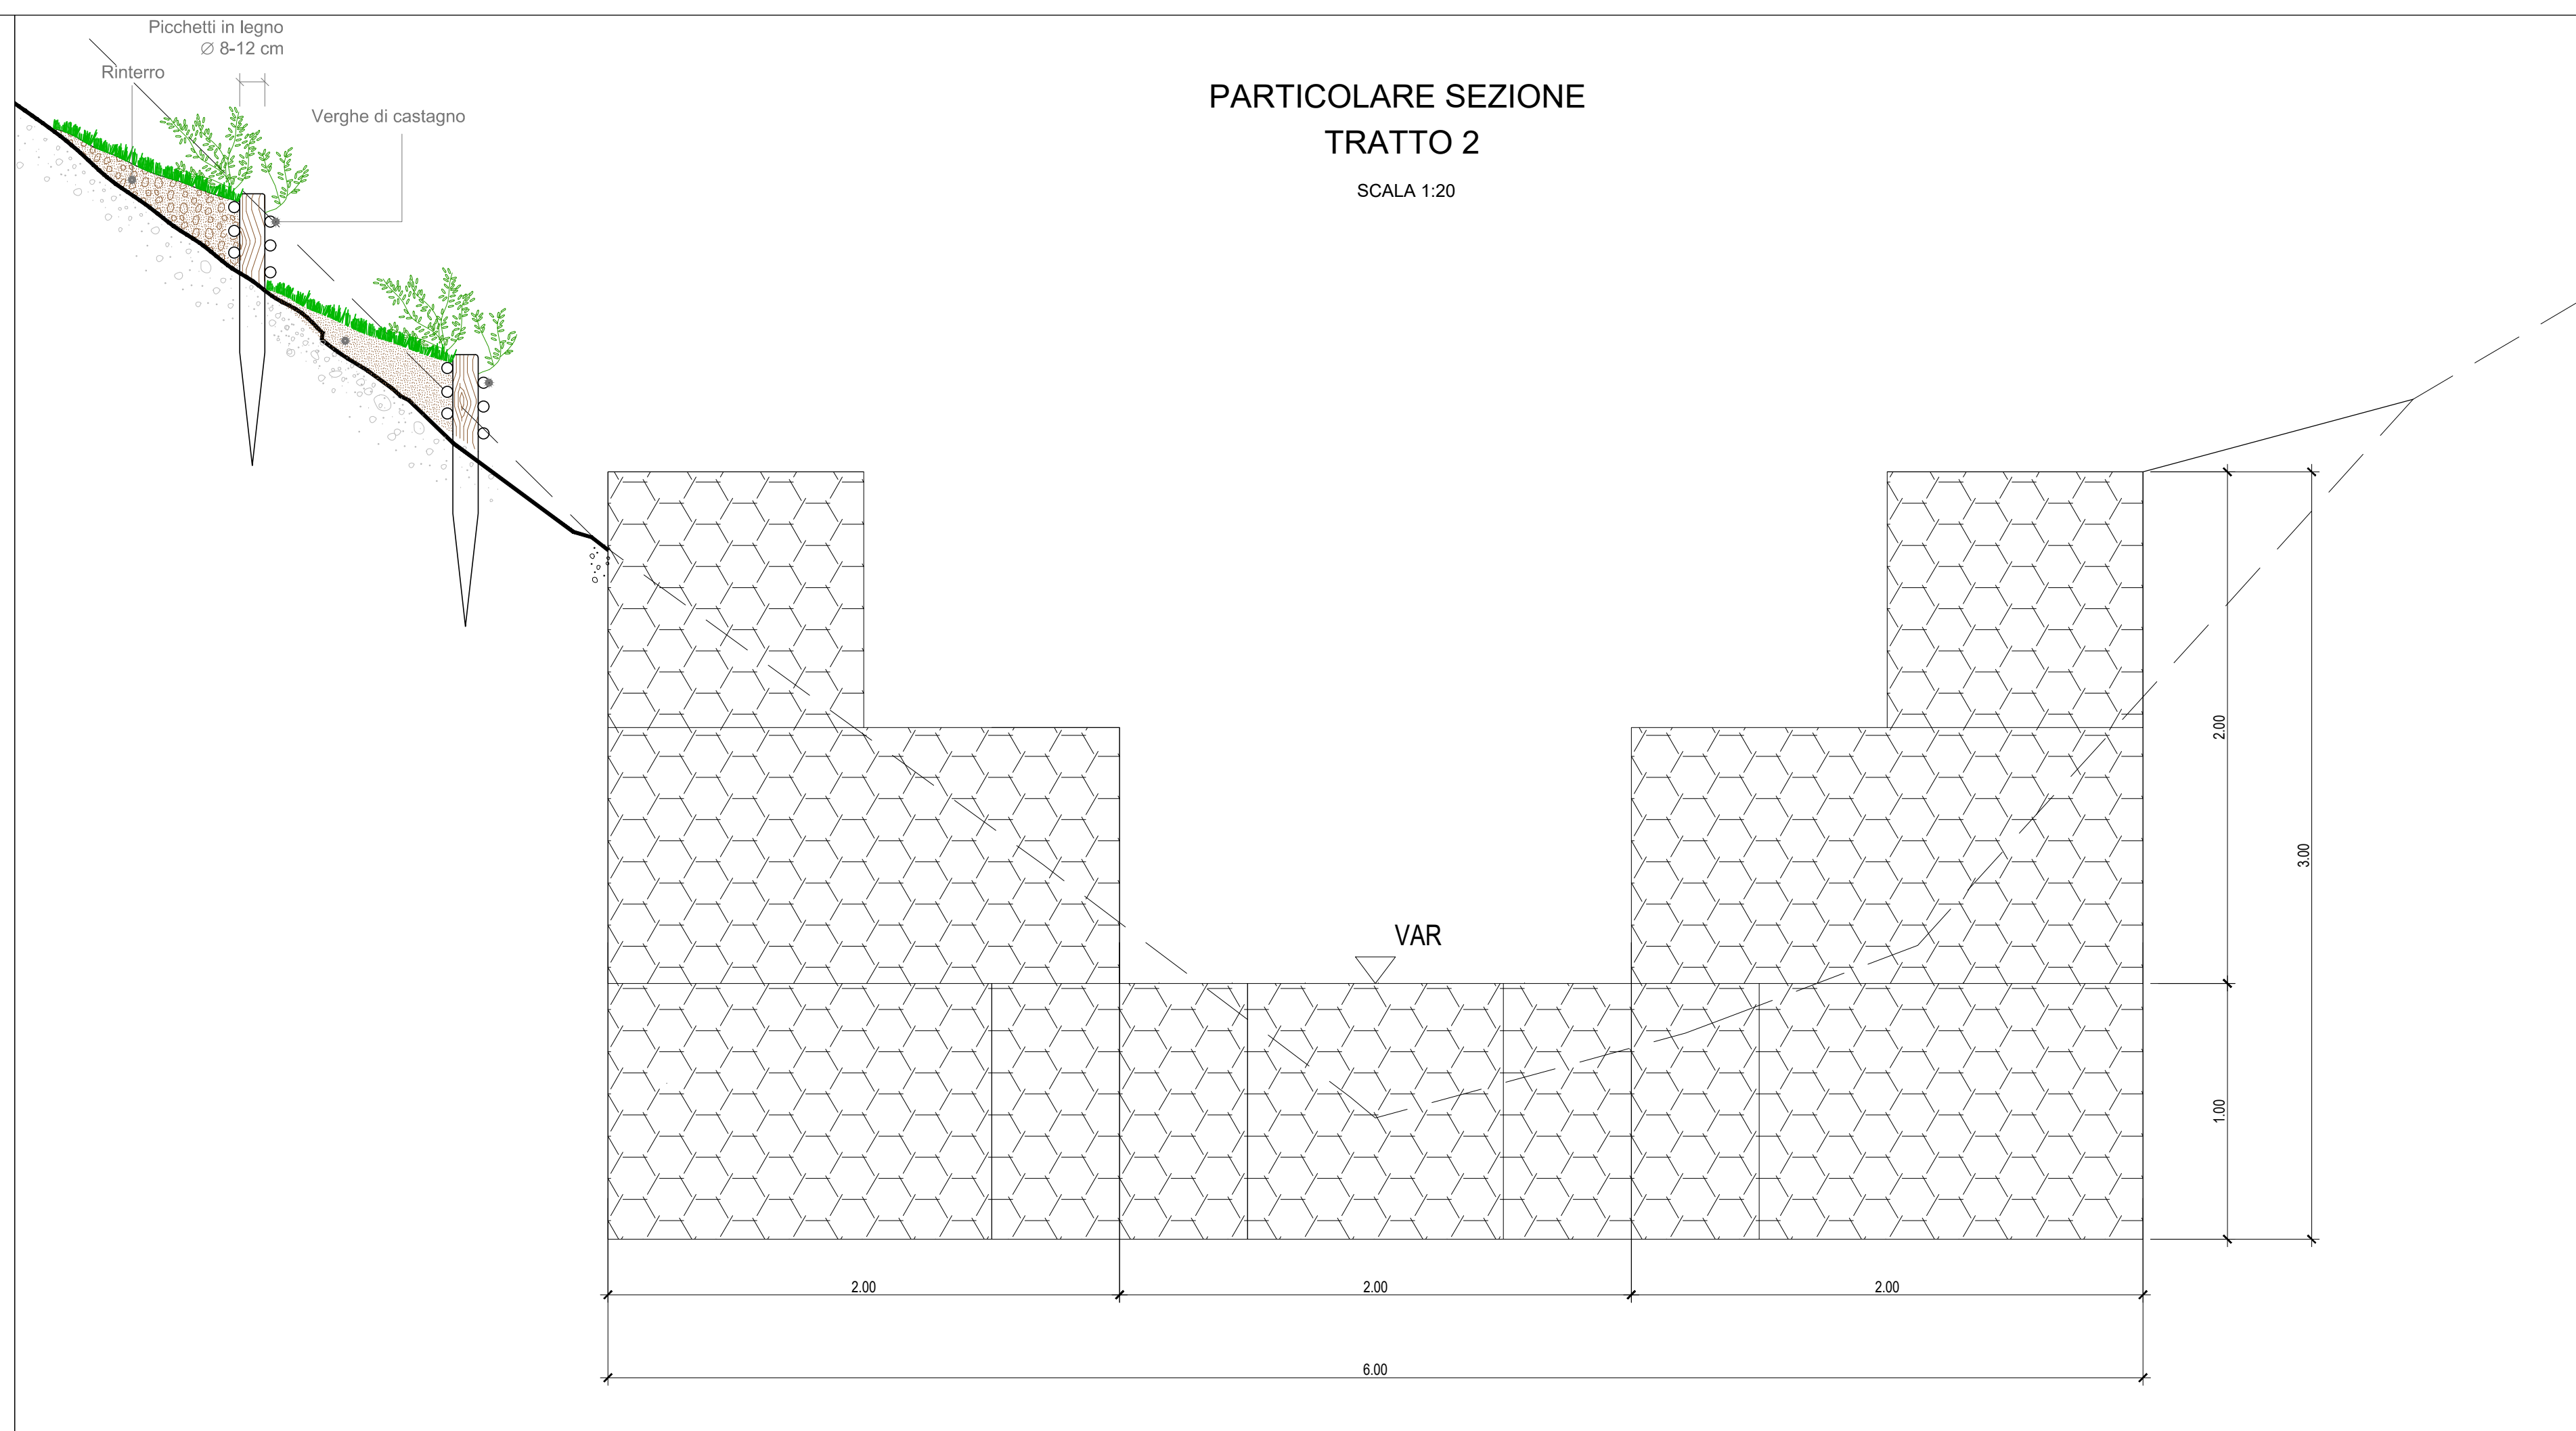 Picchetti in legno
∅ 8-12 cm
Rinterro
Verghe di castagno
PARTICOLARE SEZIONE
TRATTO 2
SCALA 1:20
VAR
2.00
3.00
1.00
2.00
2.00
2.00
6.00